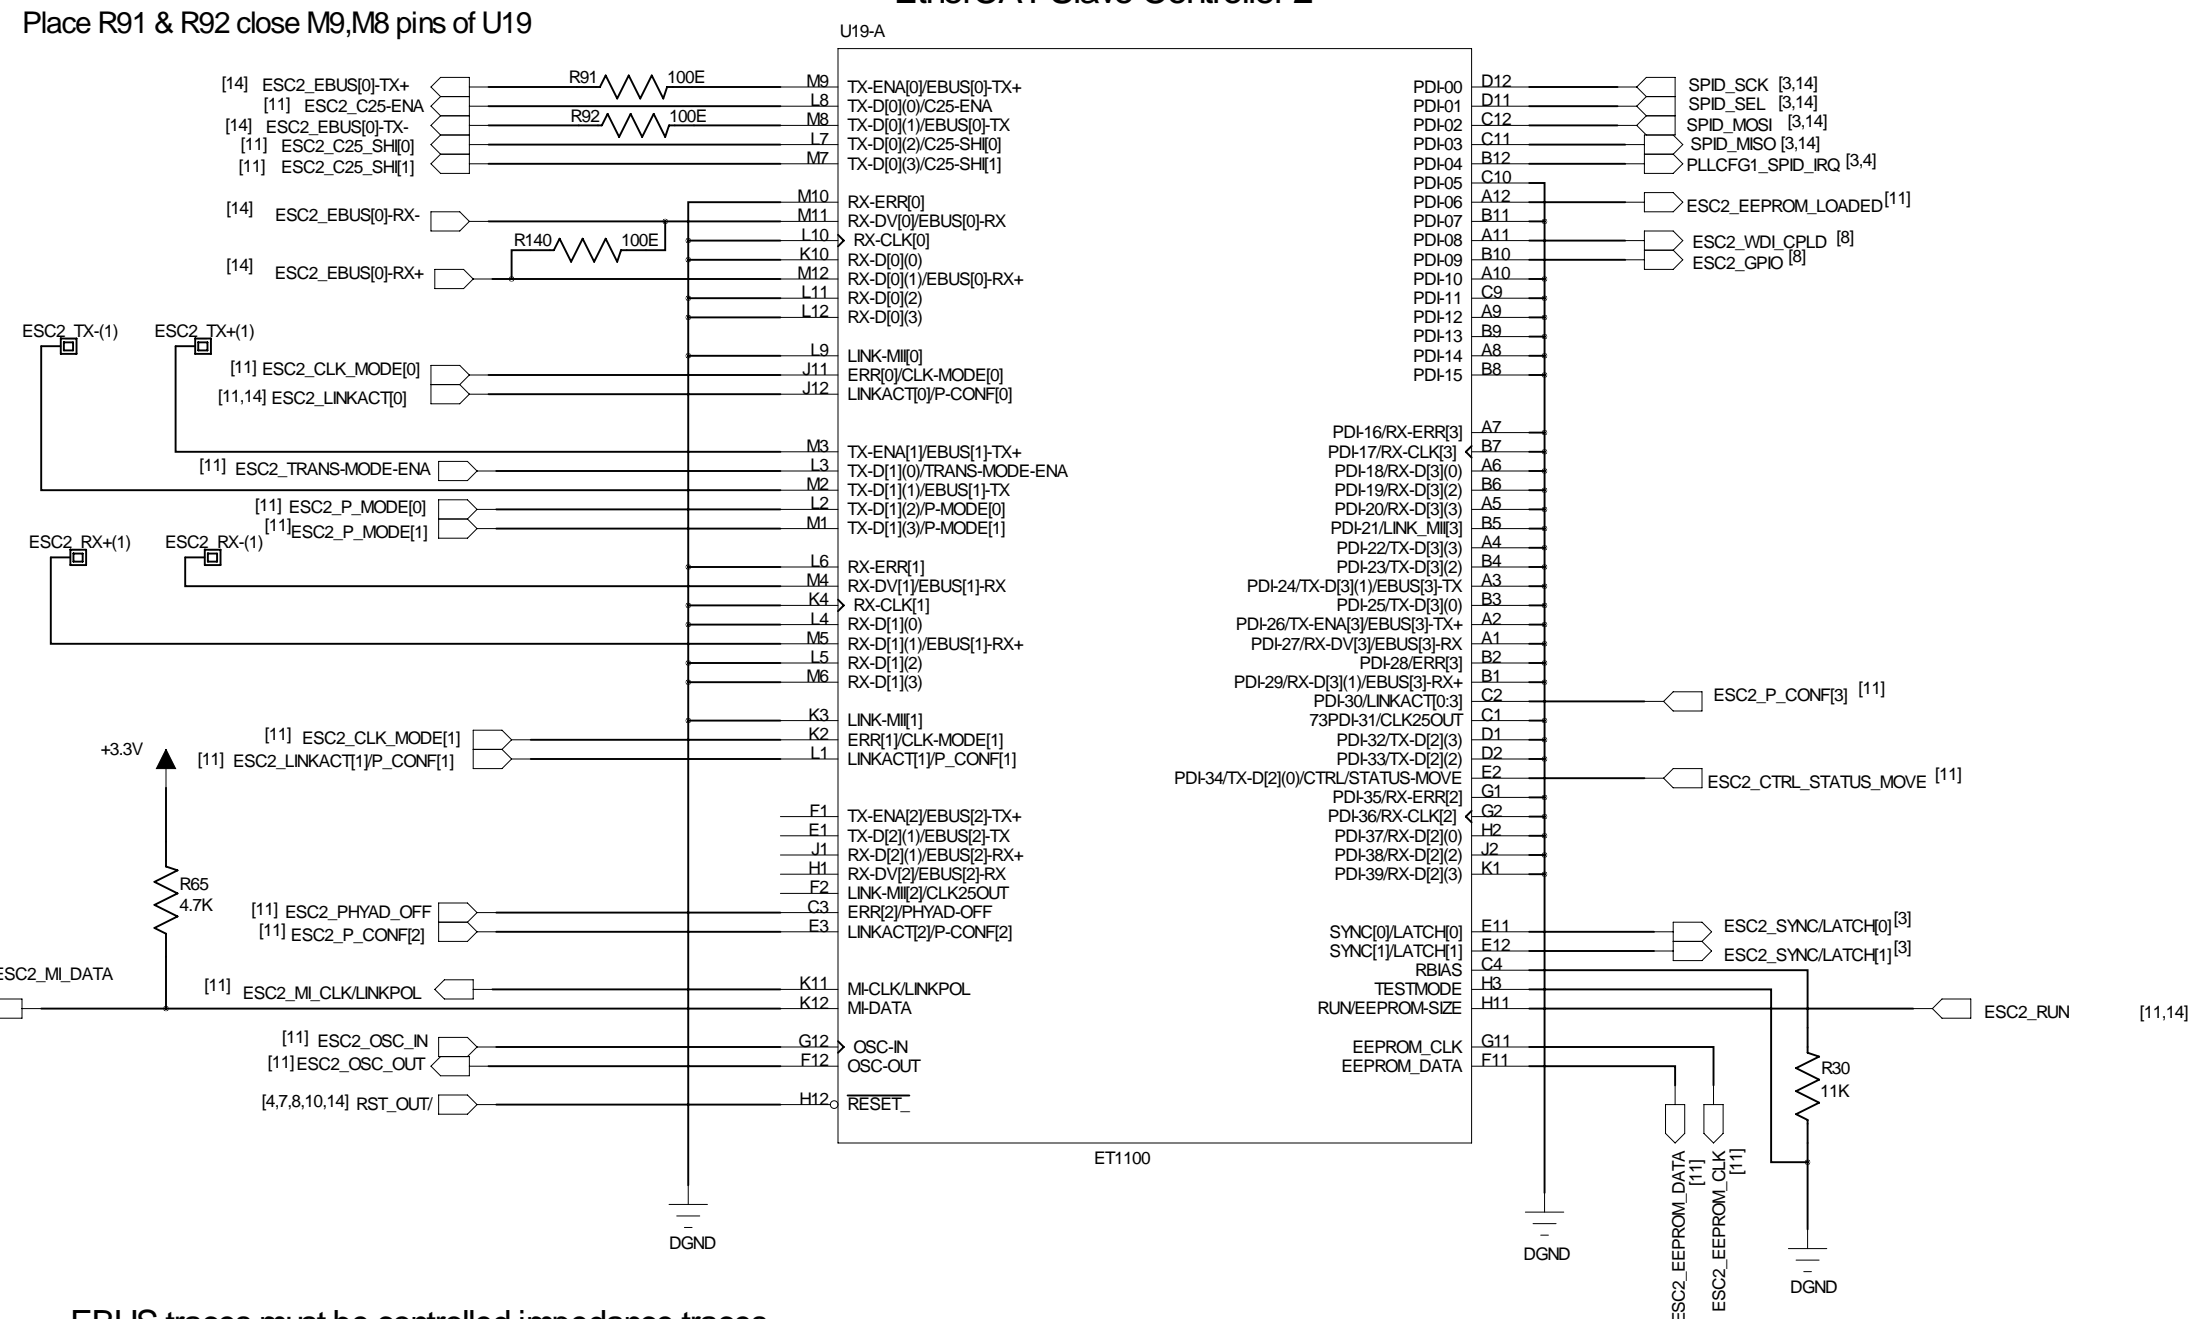 EtherCAT Slave Controller 2
Place R91 & R92 close M9,M8 pins of U19
U19-A
[14] ESC2_EBUS[0]-TX+ R91 100E M9 TX-ENA[0]/EBUS[0]-TX+
[11] ESC2_C25-ENA L8 TX-D[0](0)/C25-ENA
[14] ESC2_EBUS[0]-TX- R92 100E M8 TX-D[0](1)/EBUS[0]-TX
[11] ESC2_C25_SHI[0] L7 TX-D[0](2)/C25-SHI[0]
[11] ESC2_C25_SHI[1] M7 TX-D[0](3)/C25-SHI[1]
M10 RX-ERR[0]
[14] ESC2_EBUS[0]-RX- M11 RX-DV[0]/EBUS[0]-RX
R140 100E L10 RX-CLK[0]
K10 RX-D[0](0)
[14] ESC2_EBUS[0]-RX+ M12 RX-D[0](1)/EBUS[0]-RX+
L11 RX-D[0](2)
L12 RX-D[0](3)
ESC2_TX-(1) ESC2_TX+(1)
L9 LINK-MII[0]
[11] ESC2_CLK_MODE[0] J11 ERR[0]/CLK-MODE[0]
[11,14] ESC2_LINKACT[0] J12 LINKACT[0]/P-CONF[0]
M3 TX-ENA[1]/EBUS[1]-TX+
[11] ESC2_TRANS-MODE-ENA L3 TX-D[1](0)/TRANS-MODE-ENA
M2 TX-D[1](1)/EBUS[1]-TX
[11] ESC2_P_MODE[0] L2 TX-D[1](2)/P-MODE[0]
[11] ESC2_P_MODE[1] M1 TX-D[1](3)/P-MODE[1]
ESC2_RX+(1) ESC2_RX-(1)
L6 RX-ERR[1]
M4 RX-DV[1]/EBUS[1]-RX
K4 RX-CLK[1]
L4 RX-D[1](0)
M5 RX-D[1](1)/EBUS[1]-RX+
L5 RX-D[1](2)
M6 RX-D[1](3)
K3 LINK-MII[1]
[11] ESC2_CLK_MODE[1] K2 ERR[1]/CLK-MODE[1]
[11] ESC2_LINKACT[1]/P_CONF[1] L1 LINKACT[1]/P_CONF[1]
+3.3V
F1 TX-ENA[2]/EBUS[2]-TX+
E1 TX-D[2](1)/EBUS[2]-TX
J1 RX-D[2](1)/EBUS[2]-RX+
H1 RX-DV[2]/EBUS[2]-RX
F2 LINK-MII[2]/CLK25OUT
R65
4.7K
[11] ESC2_PHYAD_OFF C3 ERR[2]/PHYAD-OFF
[11] ESC2_P_CONF[2] E3 LINKACT[2]/P-CONF[2]
ESC2_MI_DATA
[11] ESC2_MI_CLK/LINKPOL K11 MI-CLK/LINKPOL
K12 MI-DATA
[11] ESC2_OSC_IN G12 OSC-IN
[11] ESC2_OSC_OUT F12 OSC-OUT
[4,7,8,10,14] RST_OUT/ H12 RESET_
PDI-00 D12 SPID_SCK [3,14]
PDI-01 D11 SPID_SEL [3,14]
PDI-02 C12 SPID_MOSI [3,14]
PDI-03 C11 SPID_MISO [3,14]
PDI-04 B12 PLLCFG1_SPID_IRQ [3,4]
PDI-05 C10
PDI-06 A12 ESC2_EEPROM_LOADED [11]
PDI-07 B11
PDI-08 A11 ESC2_WDI_CPLD [8]
PDI-09 B10 ESC2_GPIO [8]
PDI-10 A10
PDI-11 C9
PDI-12 A9
PDI-13 B9
PDI-14 A8
PDI-15 B8
PDI-16/RX-ERR[3] A7
PDI-17/RX-CLK[3] B7
PDI-18/RX-D[3](0) A6
PDI-19/RX-D[3](2) B6
PDI-20/RX-D[3](3) A5
PDI-21/LINK_MII[3] B5
PDI-22/TX-D[3](3) A4
PDI-23/TX-D[3](2) B4
PDI-24/TX-D[3](1)/EBUS[3]-TX A3
PDI-25/TX-D[3](0) B3
PDI-26/TX-ENA[3]/EBUS[3]-TX+ A2
PDI-27/RX-DV[3]/EBUS[3]-RX A1
PDI-28/ERR[3] B2
PDI-29/RX-D[3](1)/EBUS[3]-RX+ B1
PDI-30/LINKACT[0:3] C2 ESC2_P_CONF[3] [11]
73PDI-31/CLK25OUT C1
PDI-32/TX-D[2](3) D1
PDI-33/TX-D[2](2) D2
PDI-34/TX-D[2](0)/CTRL/STATUS-MOVE E2 ESC2_CTRL_STATUS_MOVE [11]
PDI-35/RX-ERR[2] G1
PDI-36/RX-CLK[2] G2
PDI-37/RX-D[2](0) H2
PDI-38/RX-D[2](2) J2
PDI-39/RX-D[2](3) K1
SYNC[0]/LATCH[0] E11 ESC2_SYNC/LATCH[0] [3]
SYNC[1]/LATCH[1] E12 ESC2_SYNC/LATCH[1] [3]
RBIAS C4
TESTMODE H3
RUN/EEPROM-SIZE H11 ESC2_RUN [11,14]
EEPROM_CLK G11
EEPROM_DATA F11
R30
11K
ET1100
ESC2_EEPROM_DATA
[11]
ESC2_EEPROM_CLK
[11]
DGND
DGND
DGND
EBUS traces must be controlled impedance traces